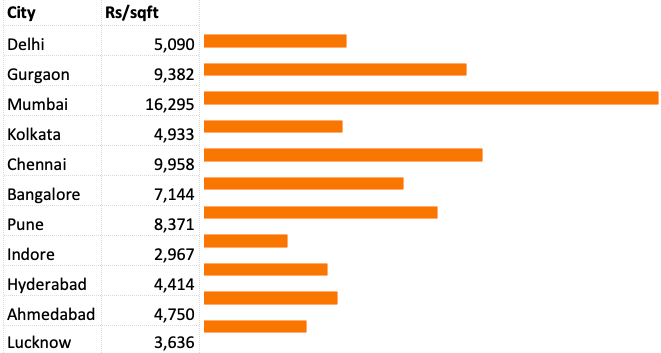 City Rs/sqft
Delhi 5,090
Gurgaon 9,382
Mumbai 16,295
Kolkata 4,933
Chennai 9,958
Bangalore 7,144
Pune 8,371
Indore 2,967
Hyderabad 4,414
Ahmedabad 4,750
Lucknow 3,636